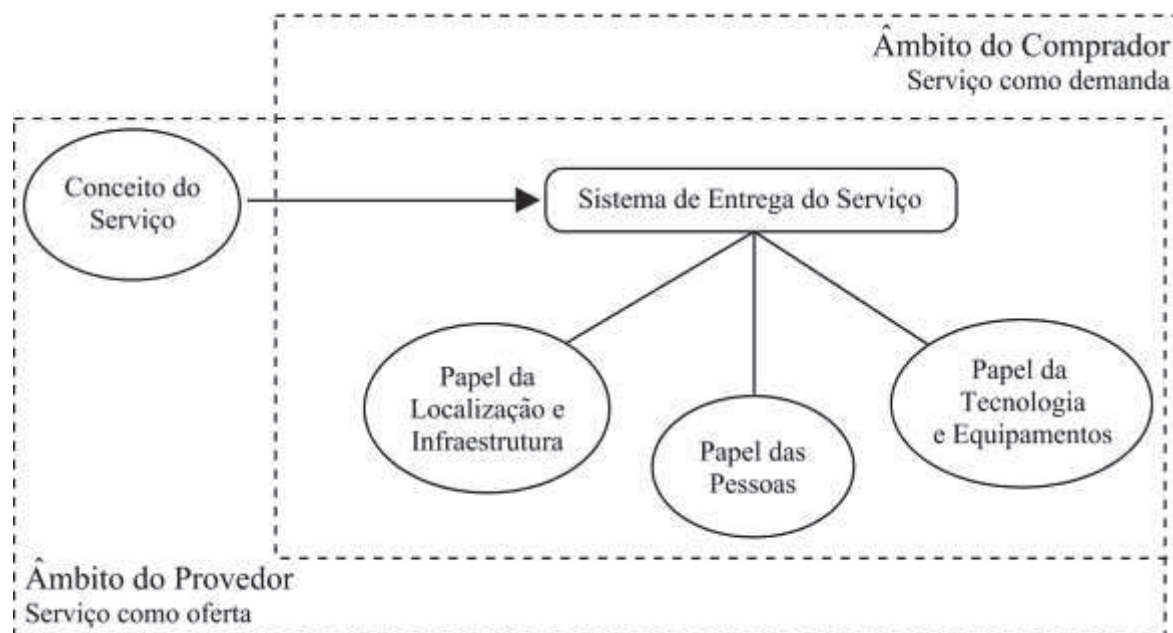 Âmbito do Comprador
Serviço como demanda
Conceito do
Serviço
Sistema de Entrega do Serviço
Papel da
Localização e
Infraestrutura
Papel das
Pessoas
Papel da
Tecnologia
e Equipamentos
Âmbito do Provedor
Serviço como oferta